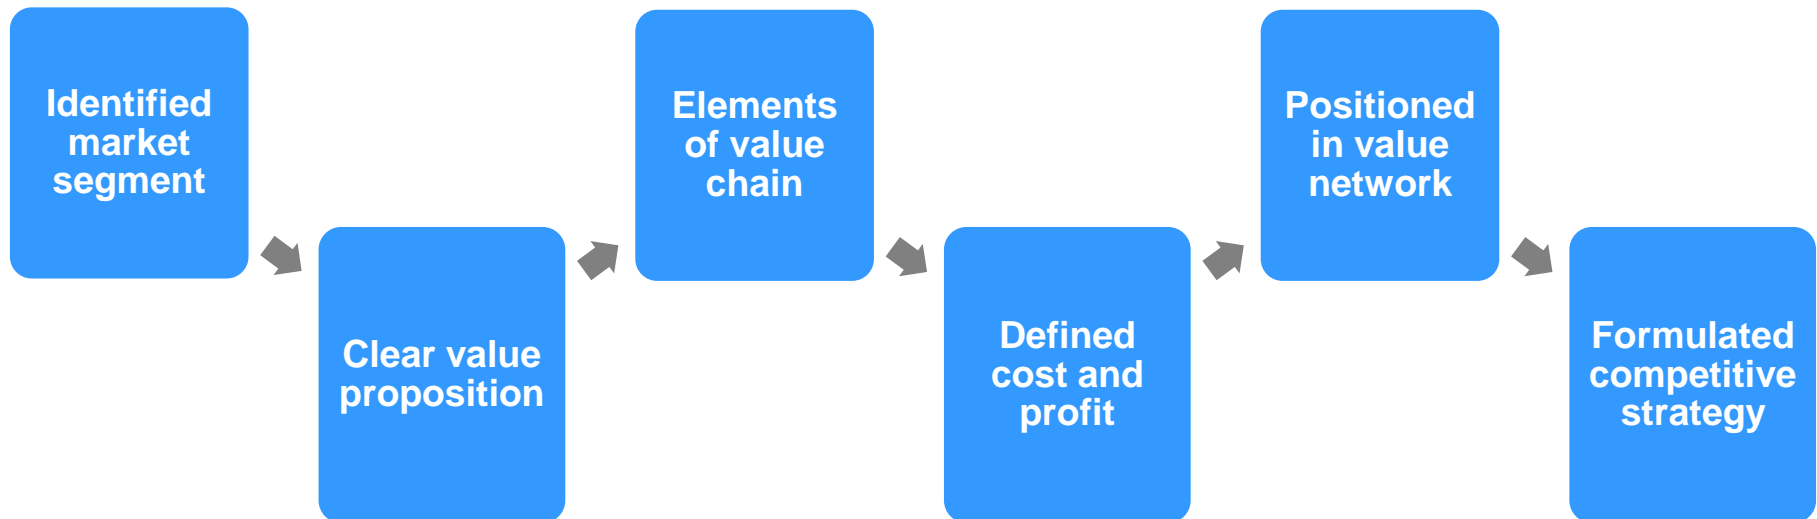 Identified
market
segment
Clear value
proposition
Elements
of value
chain
Defined
cost and
profit
Positioned
in value
network
Formulated
competitive
strategy